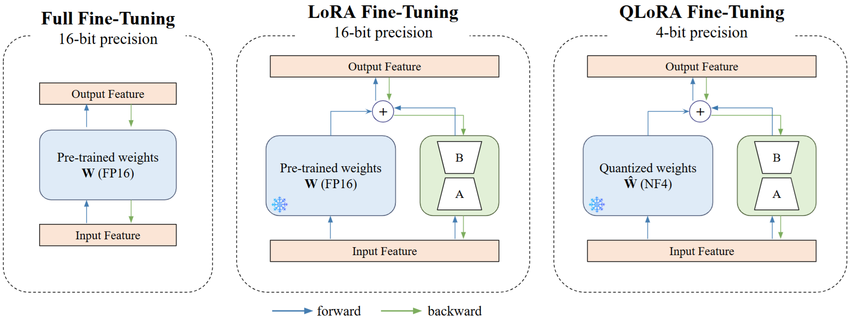 Full Fine-Tuning
16-bit precision
Output Feature
Pre-trained weights
W (FP16)
Input Feature
LoRA Fine-Tuning
16-bit precision
Output Feature
+
Pre-trained weights
W (FP16)
B
A
Input Feature
QLoRA Fine-Tuning
4-bit precision
Output Feature
+
Quantized weights
Ŵ (NF4)
B
A
Input Feature
forward
backward